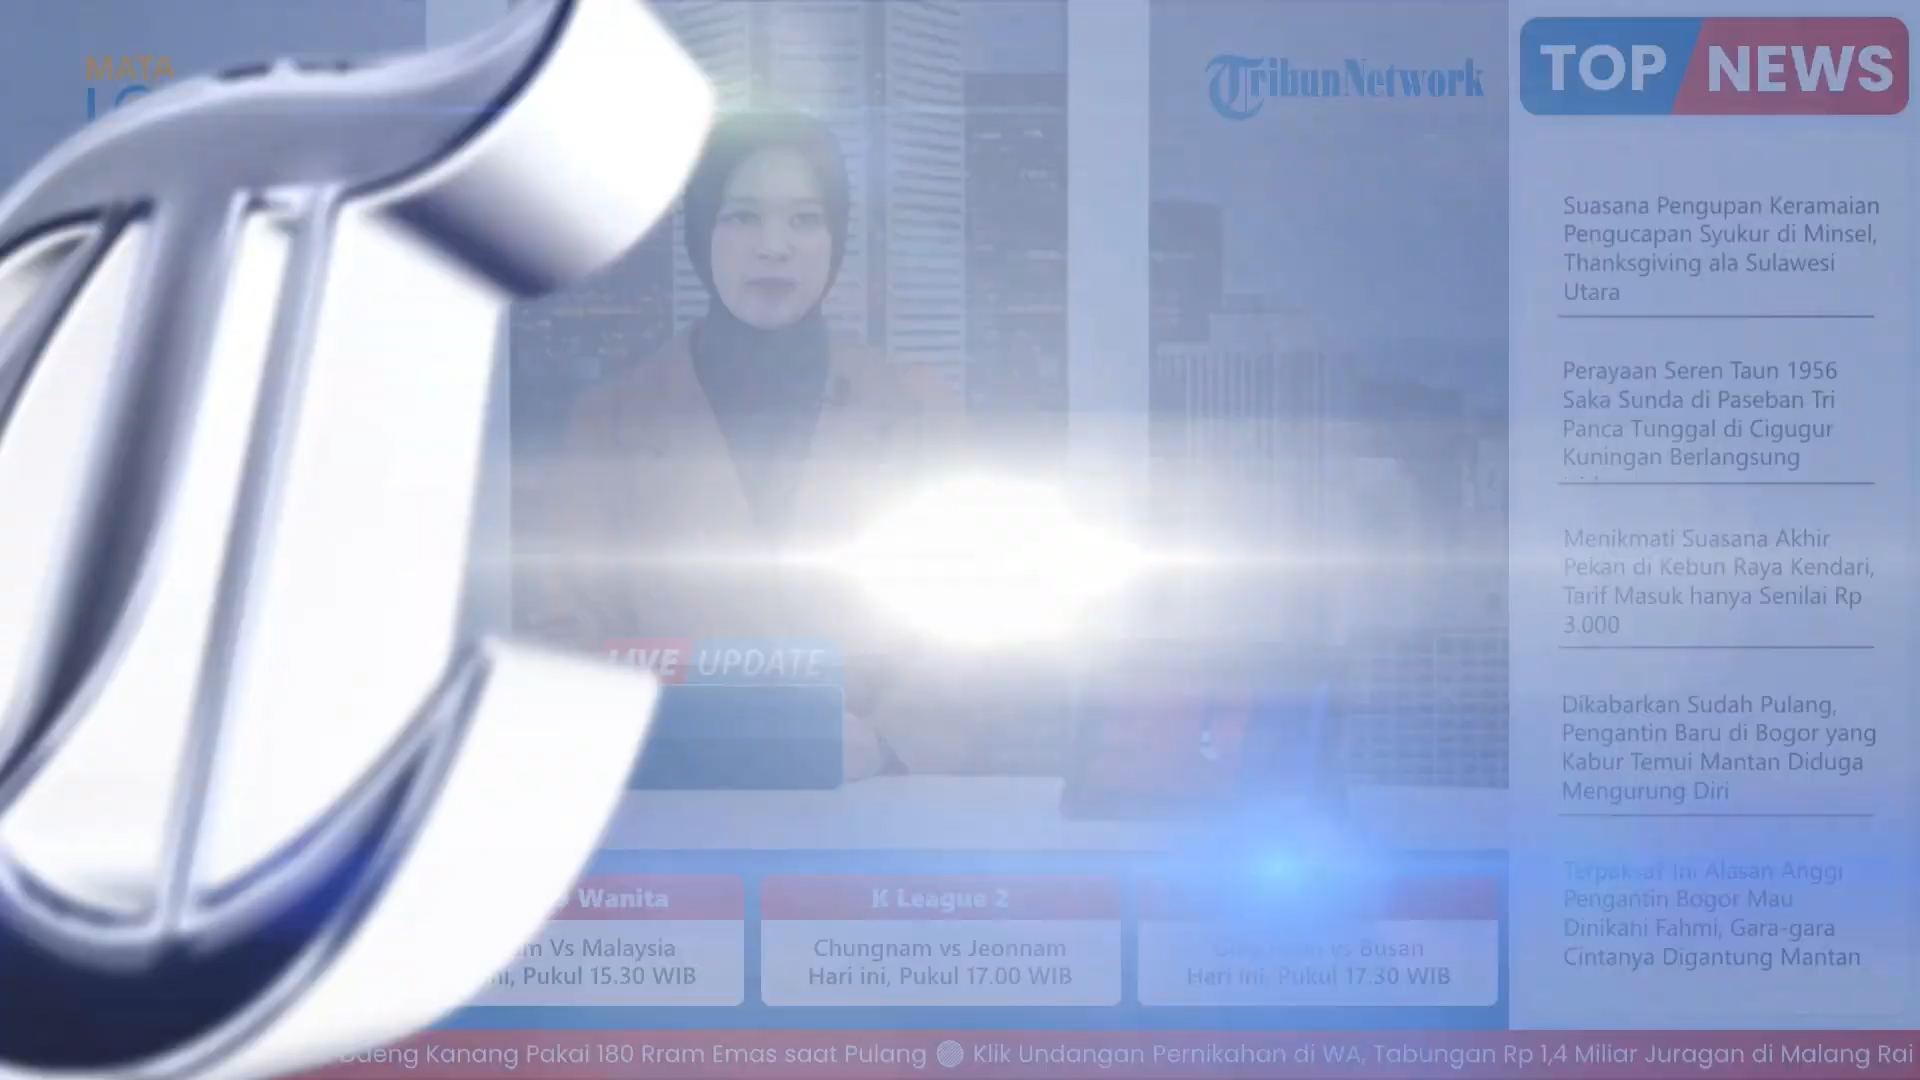 MATA
TribunNetwork
TOP NEWS
Suasana Pengupan Keramaian
Pengucapan Syukur di Minsel,
Thanksgiving ala Sulawesi
Utara
Perayaan Seren Taun 1956
Saka Sunda di Paseban Tri
Panca Tunggal di Cigugur
Kuningan Berlangsung
Menikmati Suasana Akhir
Pekan di Kebun Raya Kendari,
Tarif Masuk hanya Senilai Rp
3.000
Dikabarkan Sudah Pulang,
Pengantin Baru di Bogor yang
Kabur Temui Mantan Diduga
Mengurung Diri
Terpaksa? Ini Alasan Anggi
Pengantin Bogor Mau
Dinikahi Fahmi, Gara-gara
Cintanya Digantung Mantan
LIVE UPDATE
Wanita
Vs Malaysia
Pukul 15.30 WIB
K League 2
Chungnam vs Jeonnam
Hari ini, Pukul 17.00 WIB
vs Busan
Hari ini, Pukul 17.30 WIB
Daeng Kanang Pakai 180 Rram Emas saat Pulang Klik Undangan Pernikahan di WA, Tabungan Rp 1,4 Miliar Juragan di Malang Rai